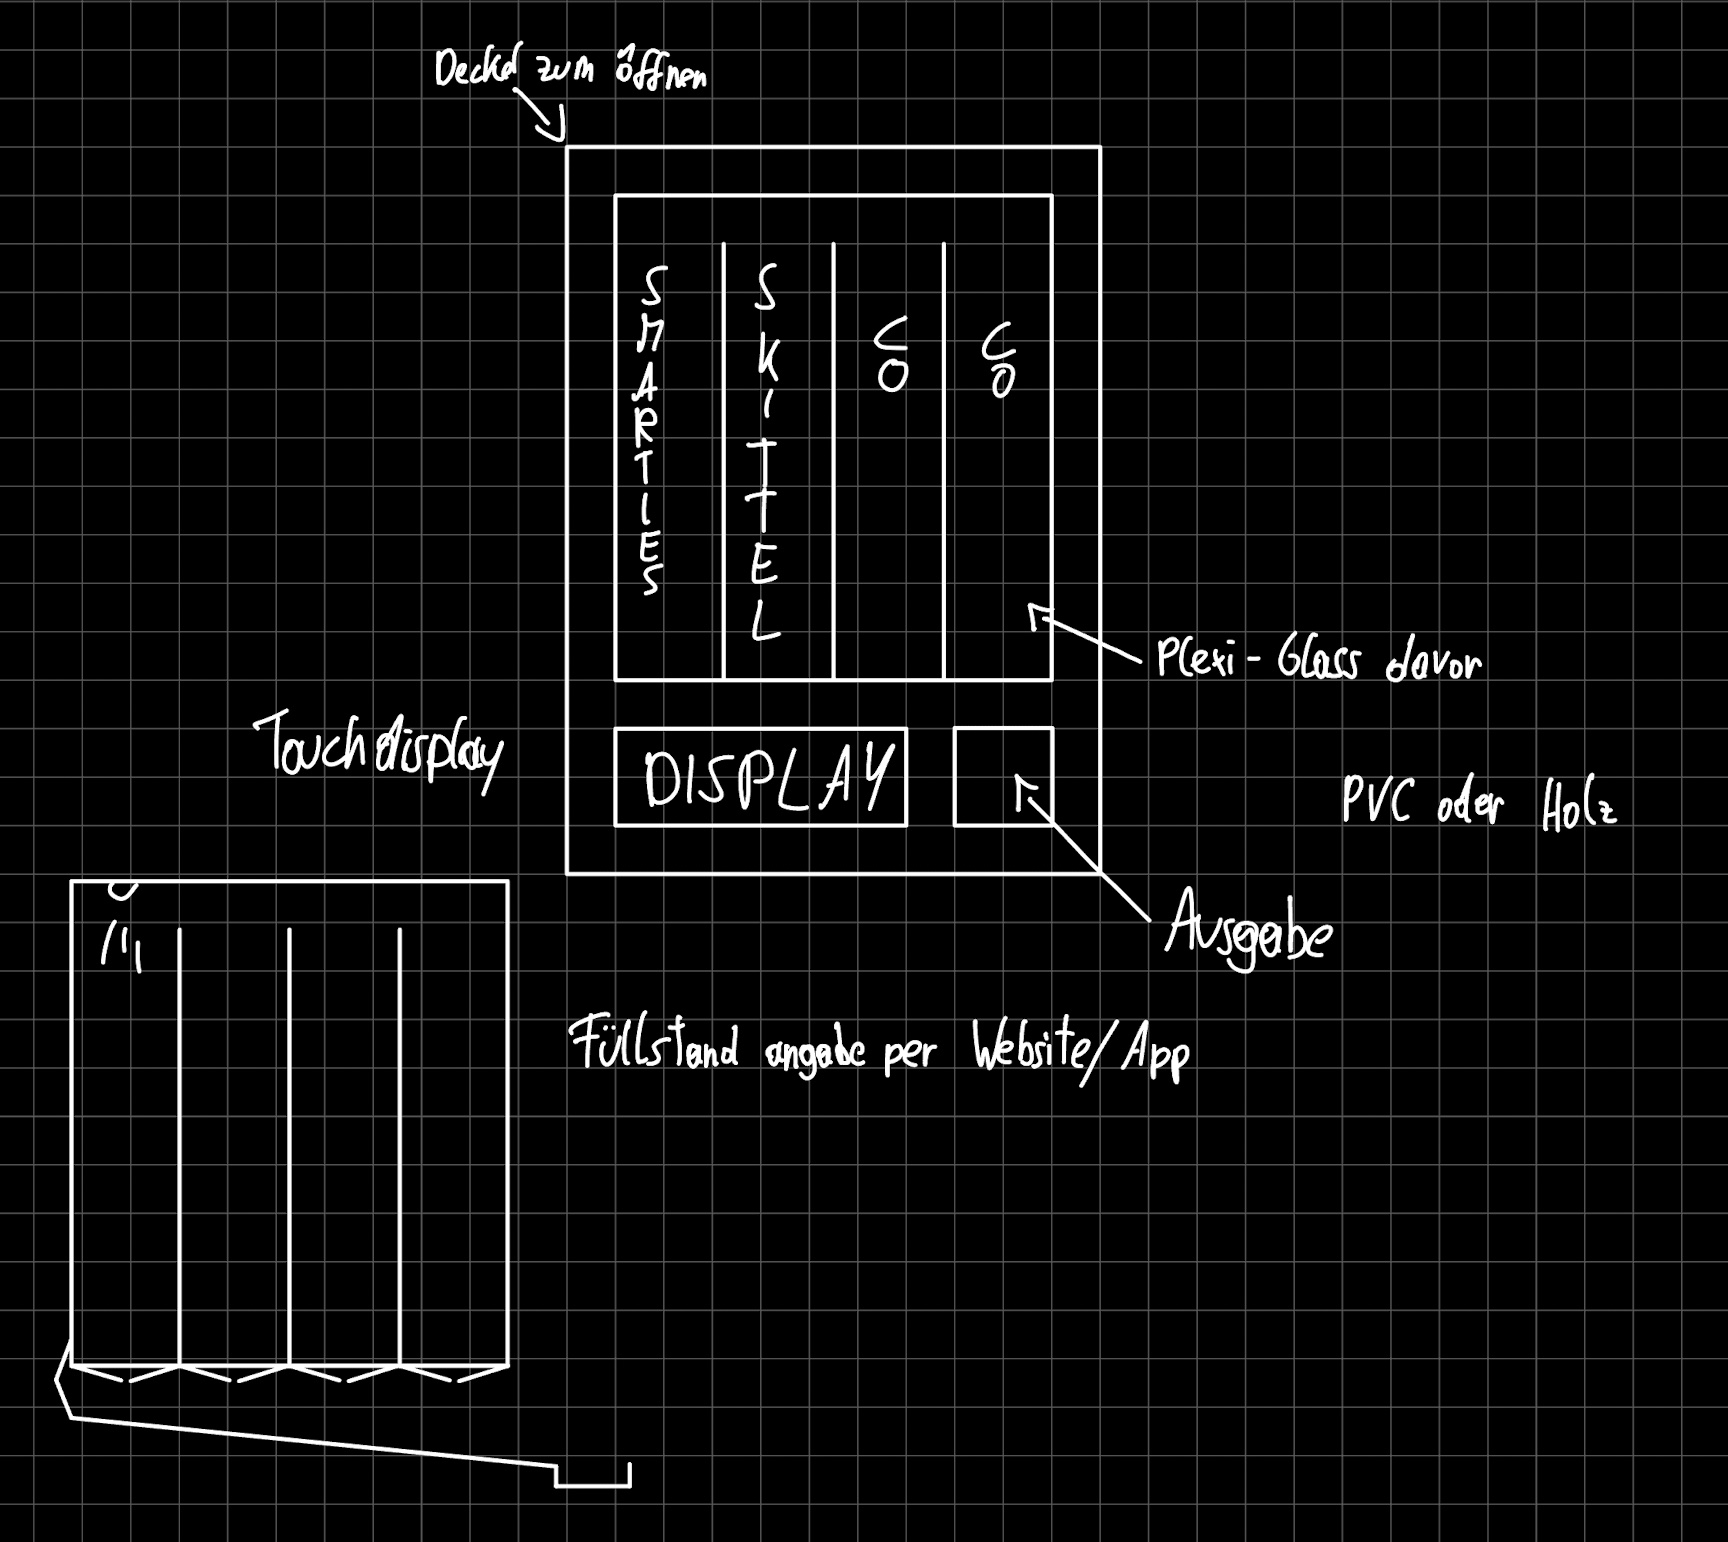 Deckel zum öffnen
SMARTIES
SKITTEL
CO
CO
Plexi-Glass davor
Touchdisplay
DISPLAY
PVC oder Holz
Ausgabe
Füllstand angabe per Website/App